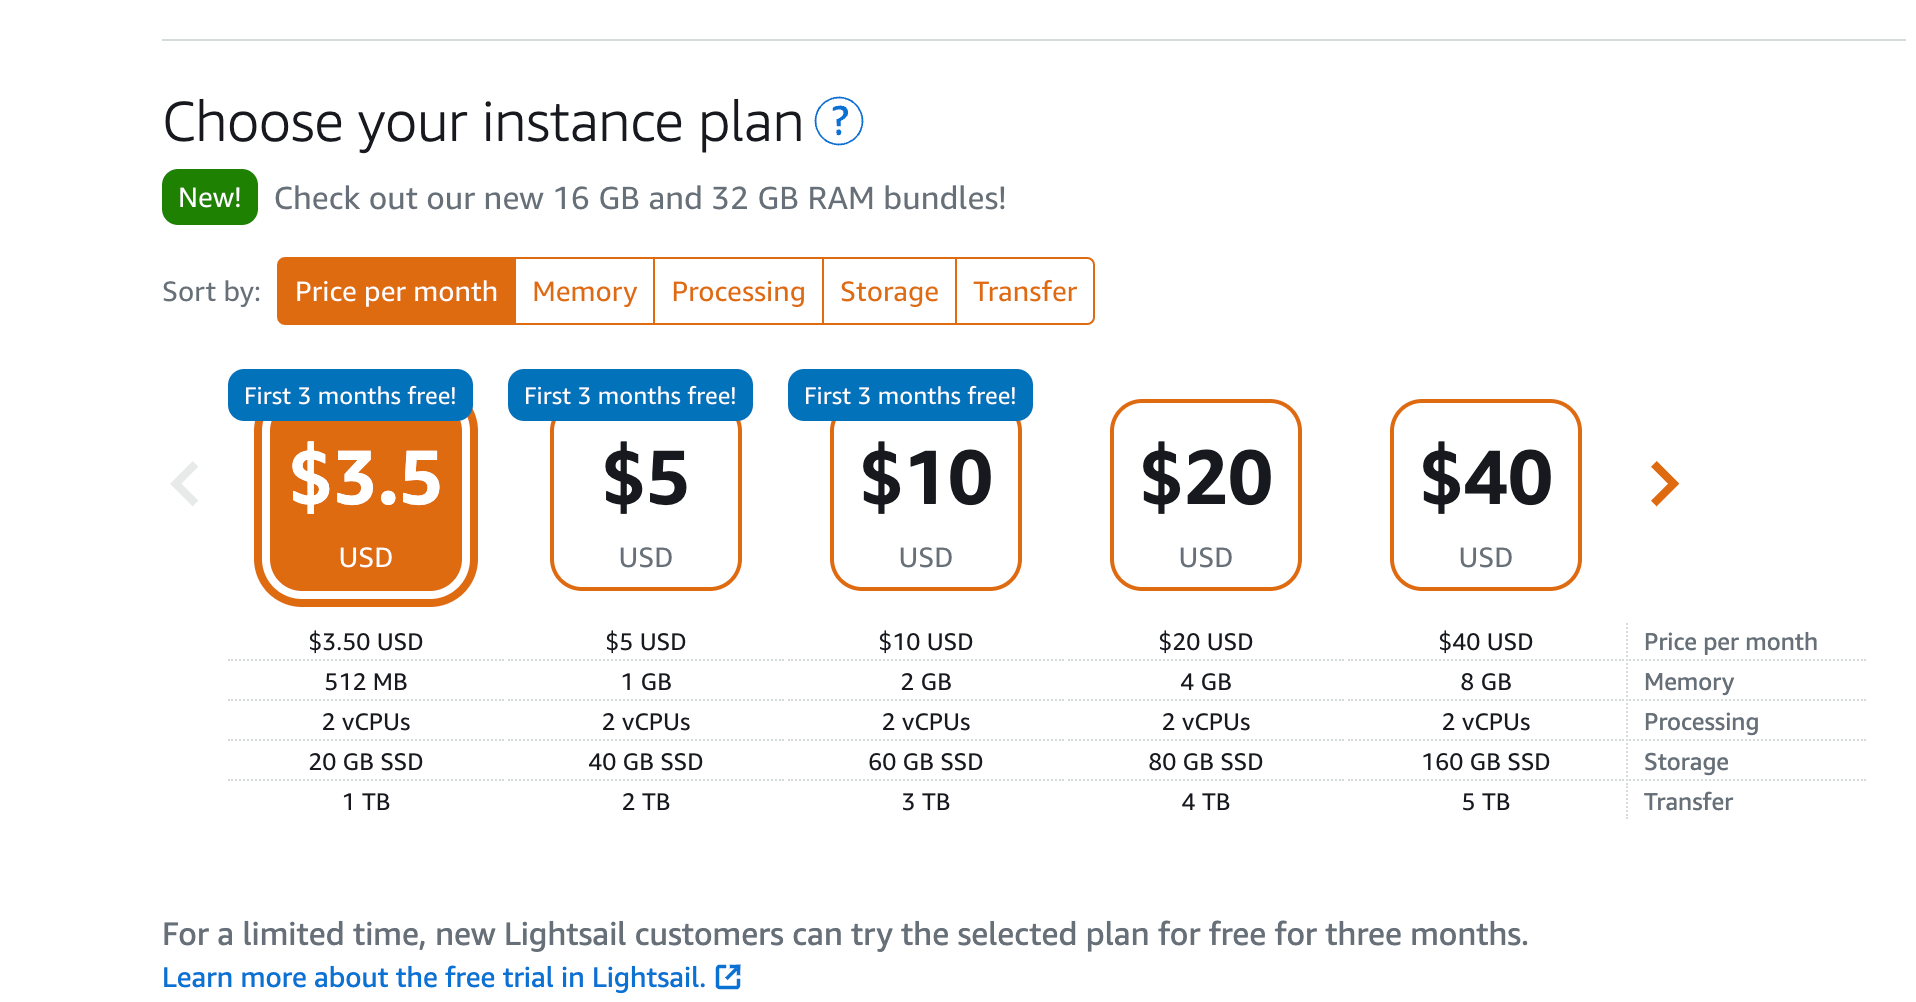 Choose your instance plan ?
New! Check out our new 16 GB and 32 GB RAM bundles!
Sort by: Price per month Memory Processing Storage Transfer
First 3 months free! First 3 months free! First 3 months free!
$3.5 $5 $10 $20 $40
USD USD USD USD USD
$3.50 USD $5 USD $10 USD $20 USD $40 USD Price per month
512 MB 1 GB 2 GB 4 GB 8 GB Memory
2 vCPUs 2 vCPUs 2 vCPUs 2 vCPUs 2 vCPUs Processing
20 GB SSD 40 GB SSD 60 GB SSD 80 GB SSD 160 GB SSD Storage
1 TB 2 TB 3 TB 4 TB 5 TB Transfer
For a limited time, new Lightsail customers can try the selected plan for free for three months.
Learn more about the free trial in Lightsail.